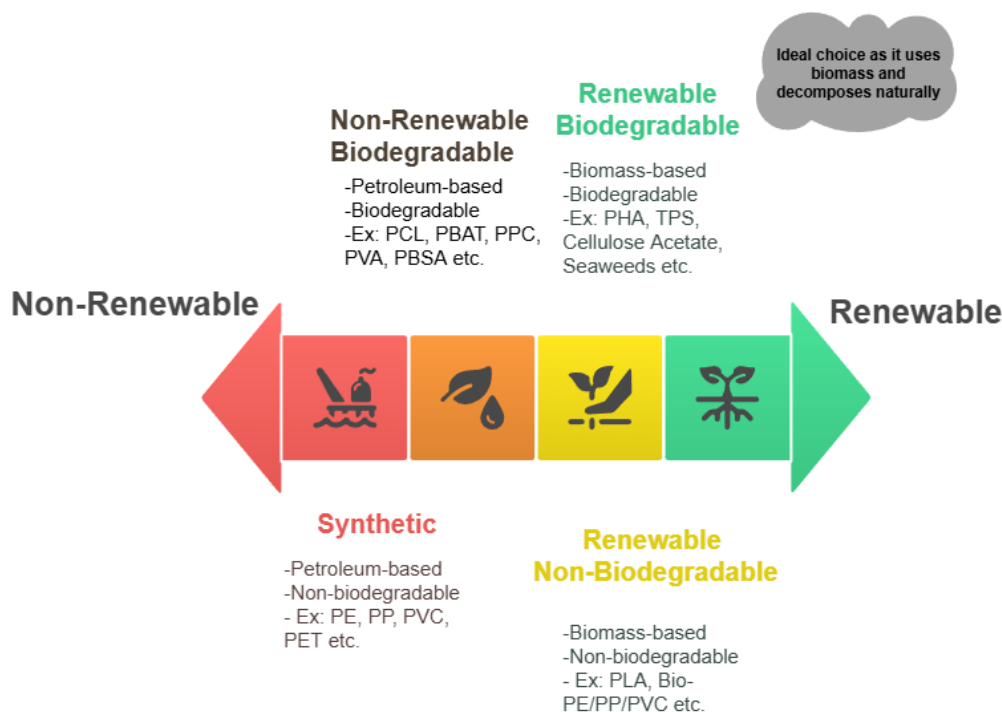 Ideal choice as it uses
biomass and
decomposes naturally
Non-Renewable
Biodegradable
-Petroleum-based
-Biodegradable
-Ex: PCL, PBAT, PPC,
PVA, PBSA etc.
Renewable
Biodegradable
-Biomass-based
-Biodegradable
-Ex: PHA, TPS,
Cellulose Acetate,
Seaweeds etc.
Non-Renewable
Renewable
Synthetic
-Petroleum-based
-Non-biodegradable
- Ex: PE, PP, PVC,
PET etc.
Renewable
Non-Biodegradable
-Biomass-based
-Non-biodegradable
- Ex: PLA, Bio-
PE/PP/PVC etc.